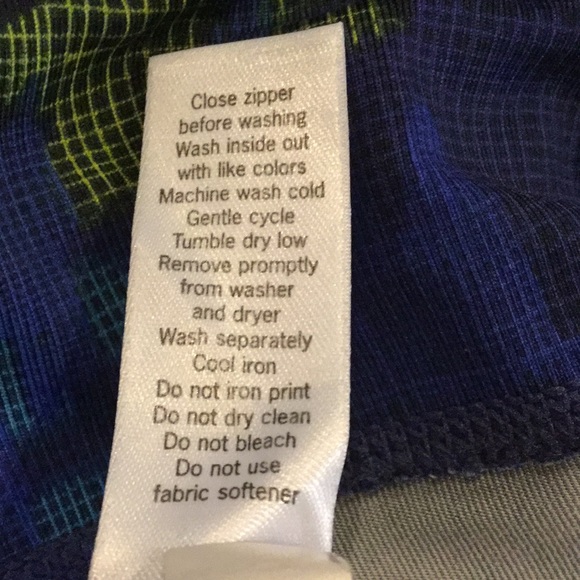 Close zipper
before washing
Wash inside out
with like colors
Machine wash cold
Gentle cycle
Tumble dry low
Remove promptly
from washer
and dryer
Wash separately
Cool iron
Do not iron print
Do not dry clean
Do not bleach
Do not use
fabric softener